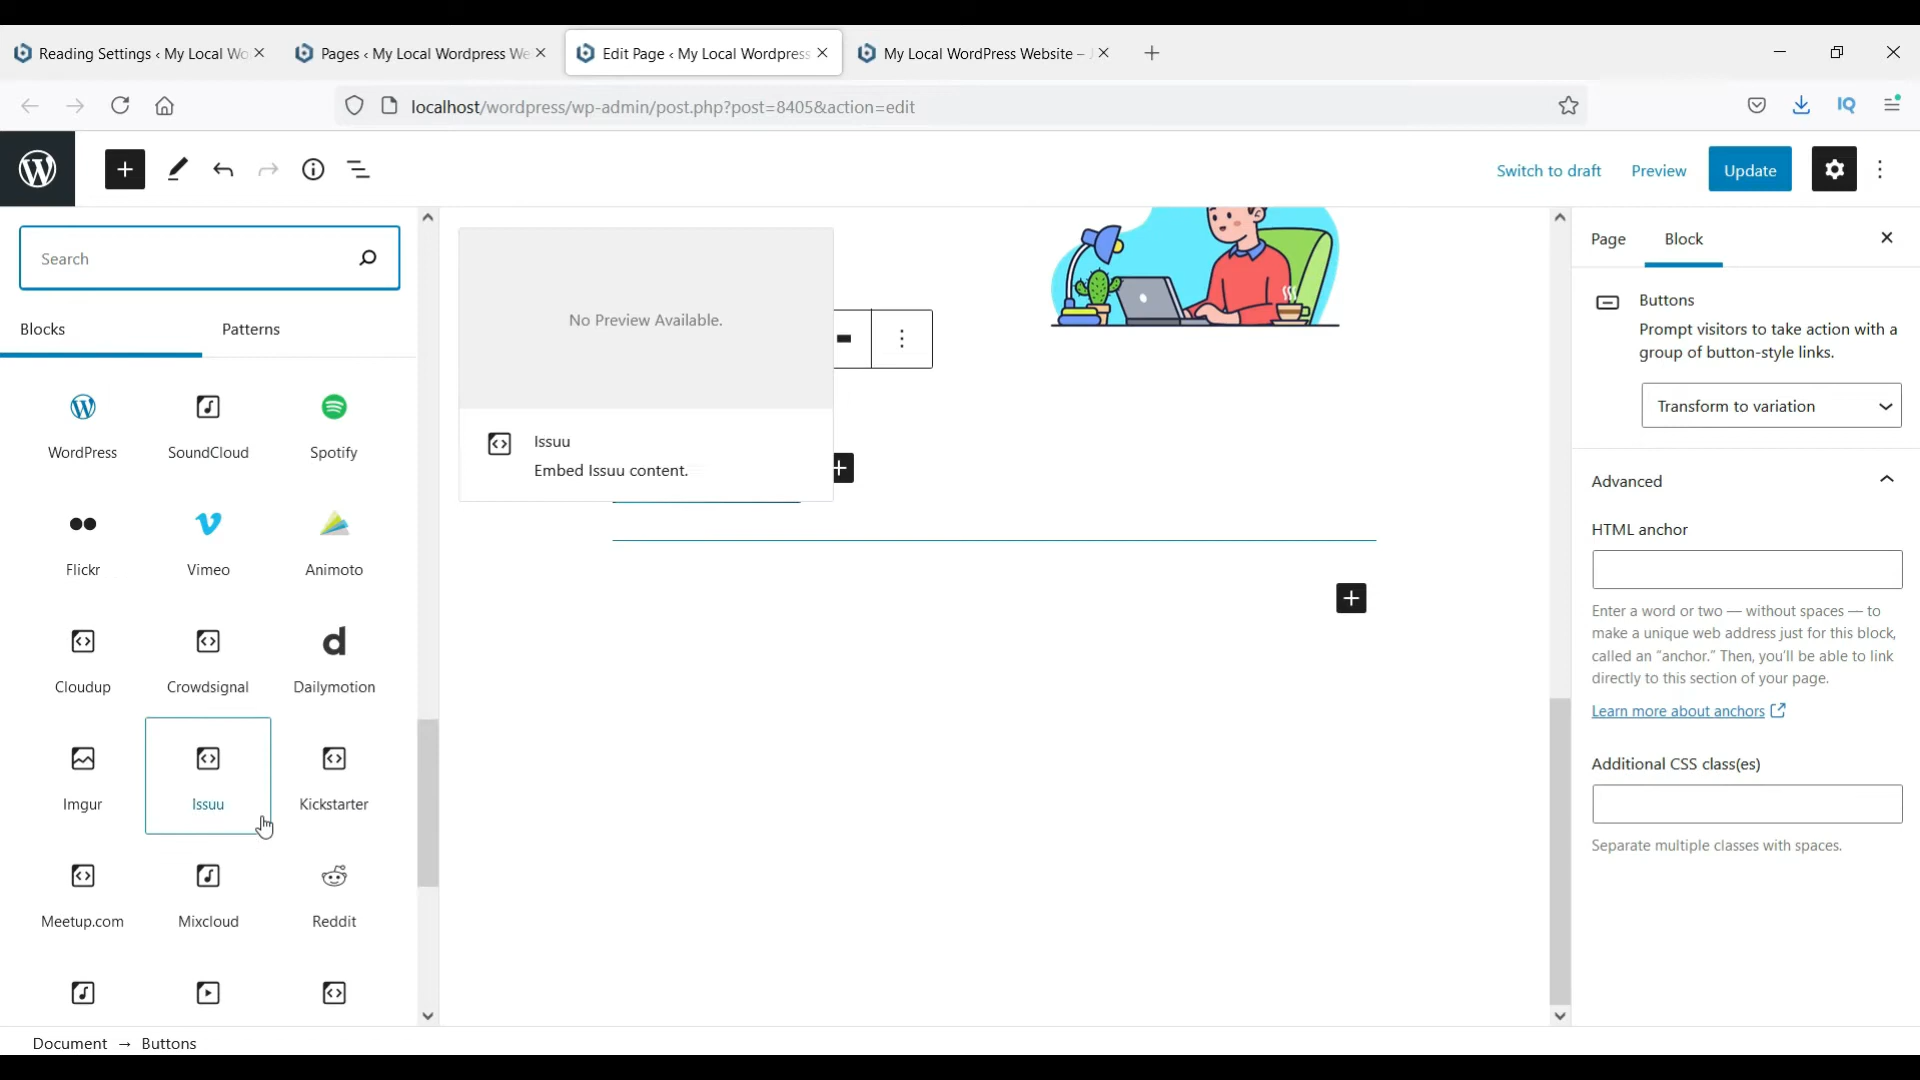 Reading Settings ‹ My Local Wo
Pages ‹ My Local Wordpress We
Edit Page ‹ My Local Wordpress
My Local WordPress Website –
localhost/wordpress/wp-admin/post.php?post=8405&action=edit
IQ
Switch to draft
Preview
Update
Search
Blocks
Patterns
WordPress
SoundCloud
Spotify
Flickr
Vimeo
Animoto
Cloudup
Crowdsignal
Dailymotion
Imgur
Issuu
Kickstarter
Meetup.com
Mixcloud
Reddit
No Preview Available.
Issuu
Embed Issuu content.
Page
Block
Buttons
Prompt visitors to take action with a
group of button-style links.
Transform to variation
Advanced
HTML anchor
Enter a word or two — without spaces — to
make a unique web address just for this block,
called an “anchor.” Then, you’ll be able to link
directly to this section of your page.
Learn more about anchors
Additional CSS class(es)
Separate multiple classes with spaces.
Document → Buttons